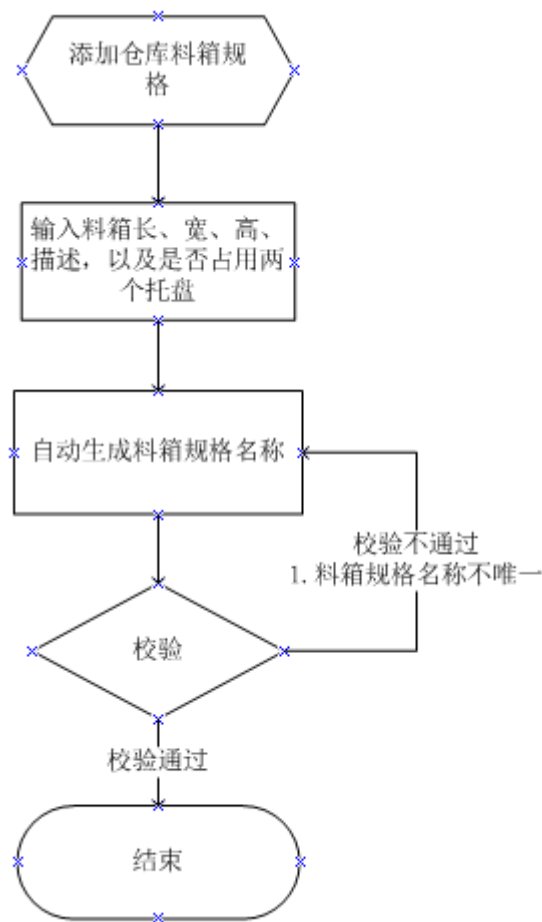 添加仓库料箱规
格
输入料箱长、宽、高、
描述，以及是否占用两
个托盘
自动生成料箱规格名称
校验不通过
1.料箱规格名称不唯一
校验
校验通过
结束